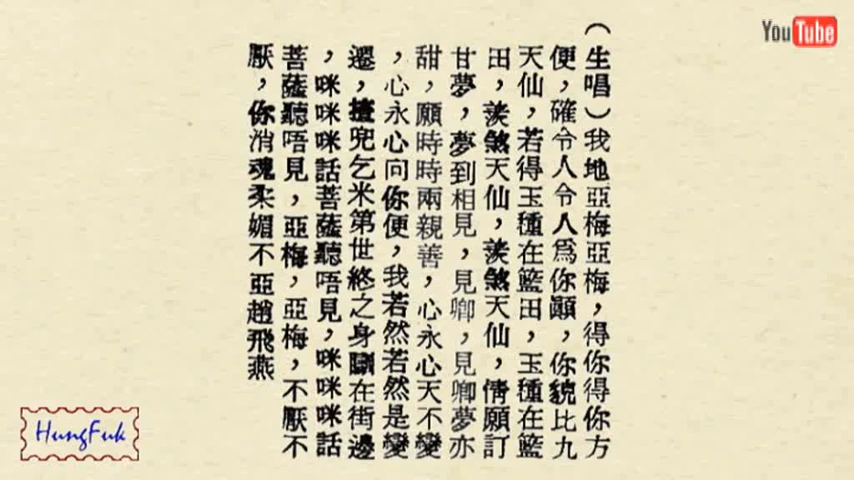 （生唱）我地亞梅亞梅，得你得你方
便，確令人令人爲你顚，你貌比九
天仙，若得玉種在籃田，玉種在籃
田，羨煞天仙，羨煞天仙，情願訂
甘夢，夢到相見，見卿，見卿夢亦
甜，願時時兩親善，心永心天不變
，心永心向你便，我若然若然是變
遷，揸兜乞米第世終之身瞓在街邊
，咪咪咪話菩薩聽唔見，咪咪咪話
菩薩聽唔見，亞梅，亞梅，不厭不
厭，你消魂柔媚不亞趙飛燕
YouTube
HungFuk